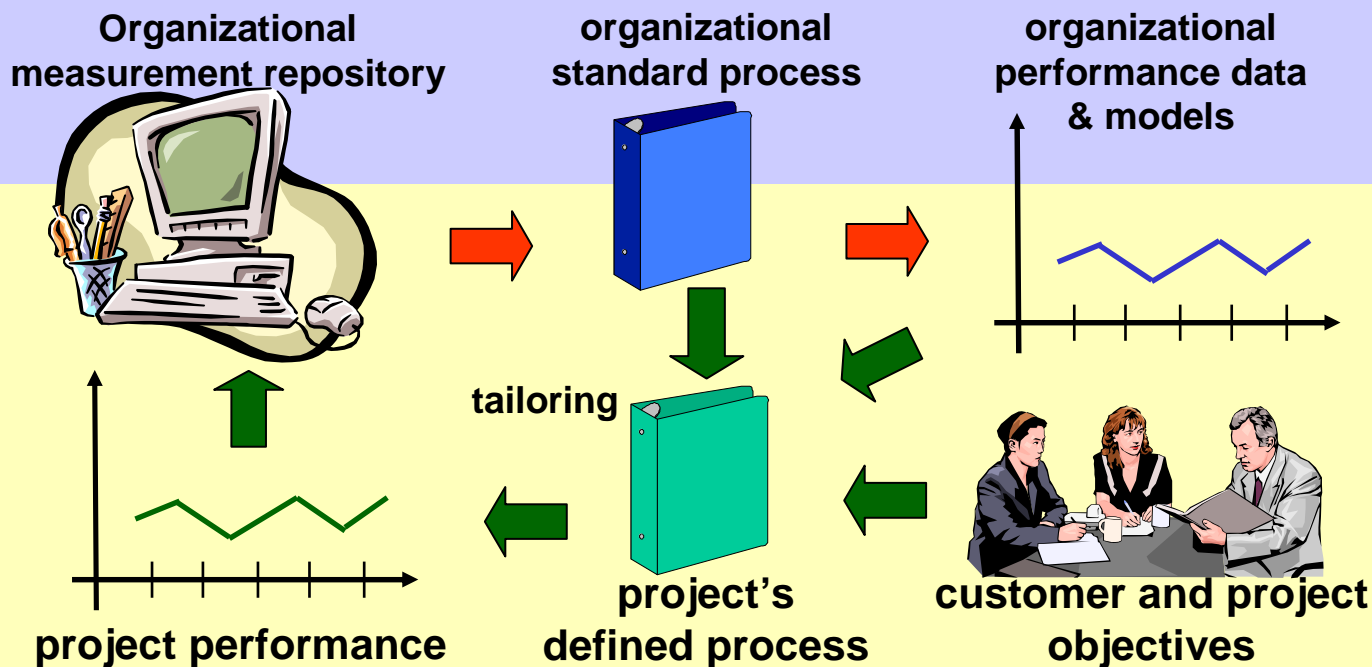 Organizational
measurement repository
organizational
standard process
organizational
performance data
& models
tailoring
project performance
project's
defined process
customer and project
objectives